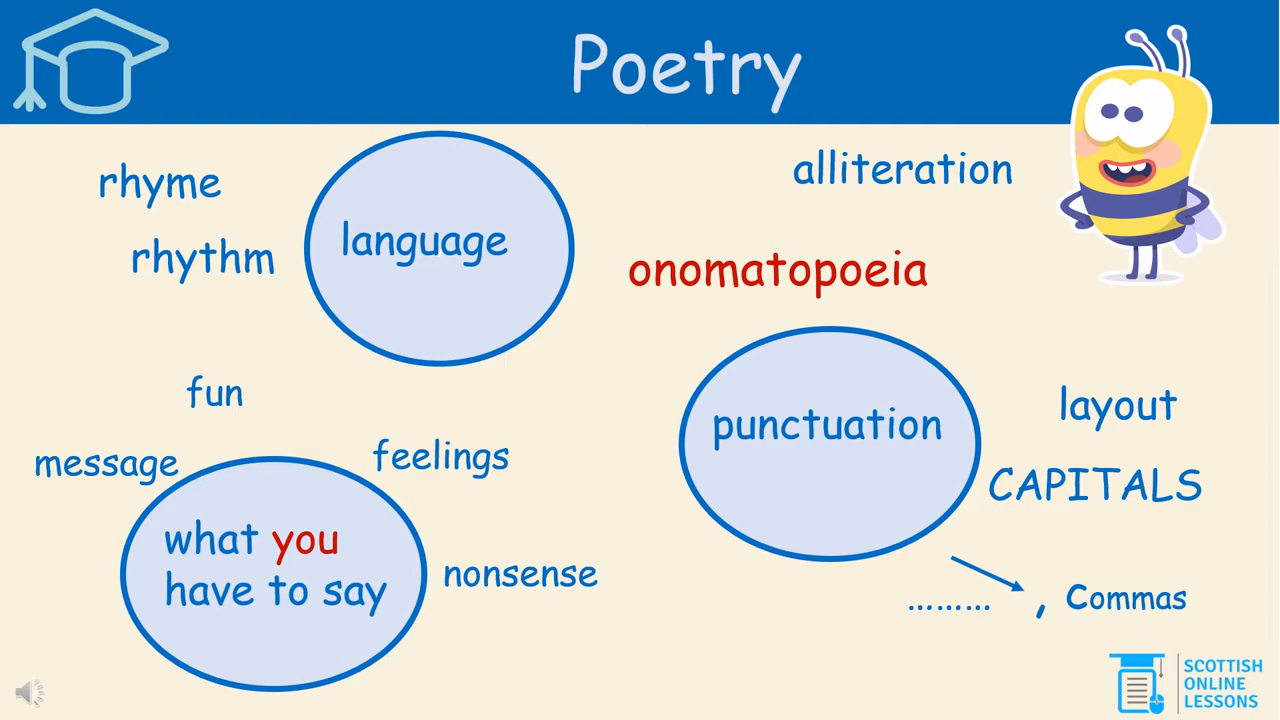 Poetry
rhyme
rhythm
language
alliteration
onomatopoeia
fun
message
feelings
what you
have to say
nonsense
punctuation
layout
CAPITALS
......... , Commas
SCOTTISH
ONLINE
LESSONS